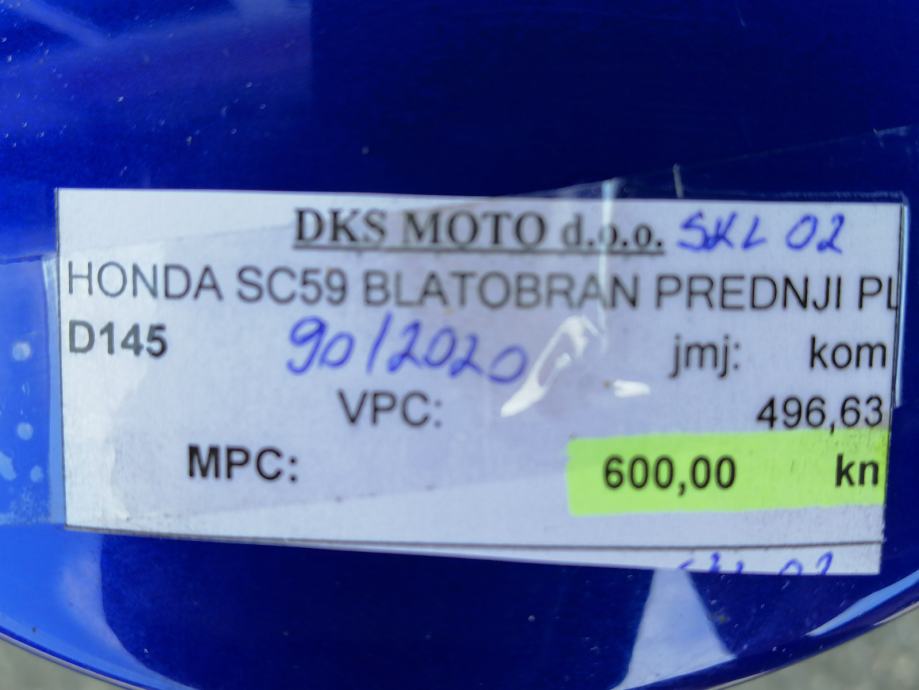 DKS MOTO d.o.o. SKL 02
HONDA SC59 BLATOBRAN PREDNJI PL
D145 90/2020 jmj: kom
VPC: 496,63
MPC: 600,00 kn